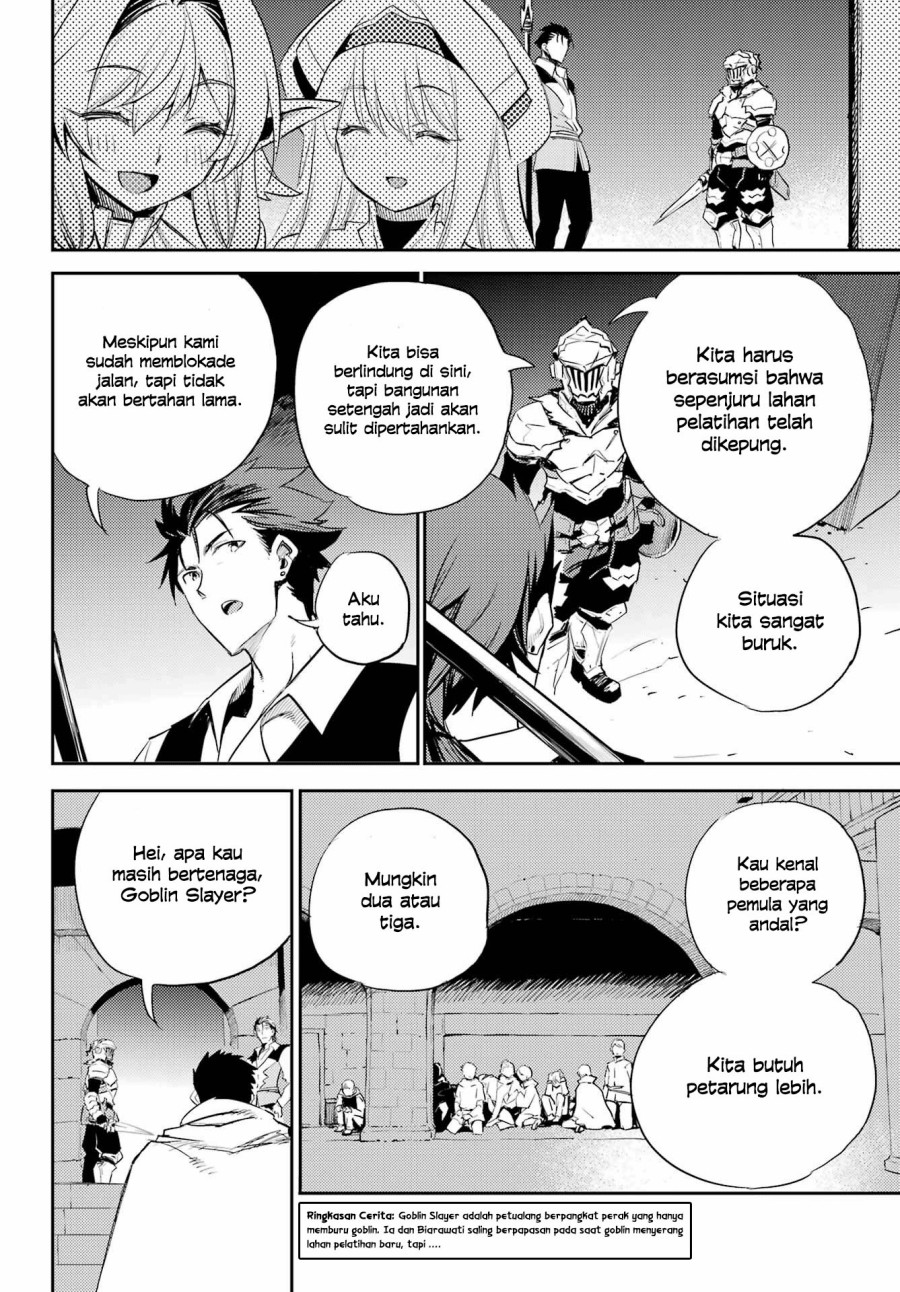 Kita harus
berasumsi bahwa
sepenjuru lahan
pelatihan telah
dikepung.
Situasi
kita sangat
buruk.
Kita bisa
berlindung di sini,
tapi bangunan
setengah jadi akan
sulit dipertahankan.
Meskipun kami
sudah memblokade
jalan, tapi tidak
akan bertahan lama.
Aku
tahu.
Kau kenal
beberapa
pemula yang
andal?
Kita butuh
petarung lebih.
Mungkin
dua atau
tiga.
Hei, apa kau
masih bertenaga,
Goblin Slayer?
Ringkasan Cerita: Goblin Slayer adalah petualang berpangkat perak yang hanya
memburu goblin. Ia dan Biarawati saling berpapasan pada saat goblin menyerang
lahan pelatihan baru, tapi ....